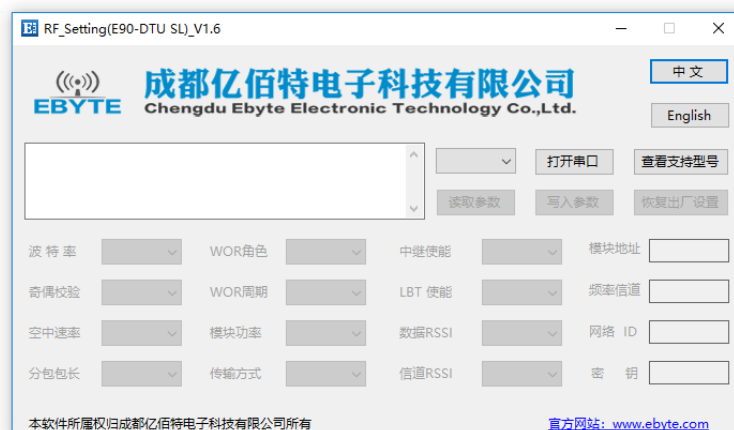 RF_Setting(E90-DTU SL)_V1.6
EBYTE
成都亿佰特电子科技有限公司
Chengdu Ebyte Electronic Technology Co.,Ltd.
中文
English
打开串口 查看支持型号
读取参数 写入参数 恢复出厂设置
波特率 WOR角色 中继使能 模块地址
奇偶校验 WOR周期 LBT 使能 频率信道
空中速率 模块功率 数据RSSI 网络 ID
分包包长 传输方式 信道RSSI 密 钥
本软件所属权归成都亿佰特电子科技有限公司所有 官方网站：www.ebyte.com